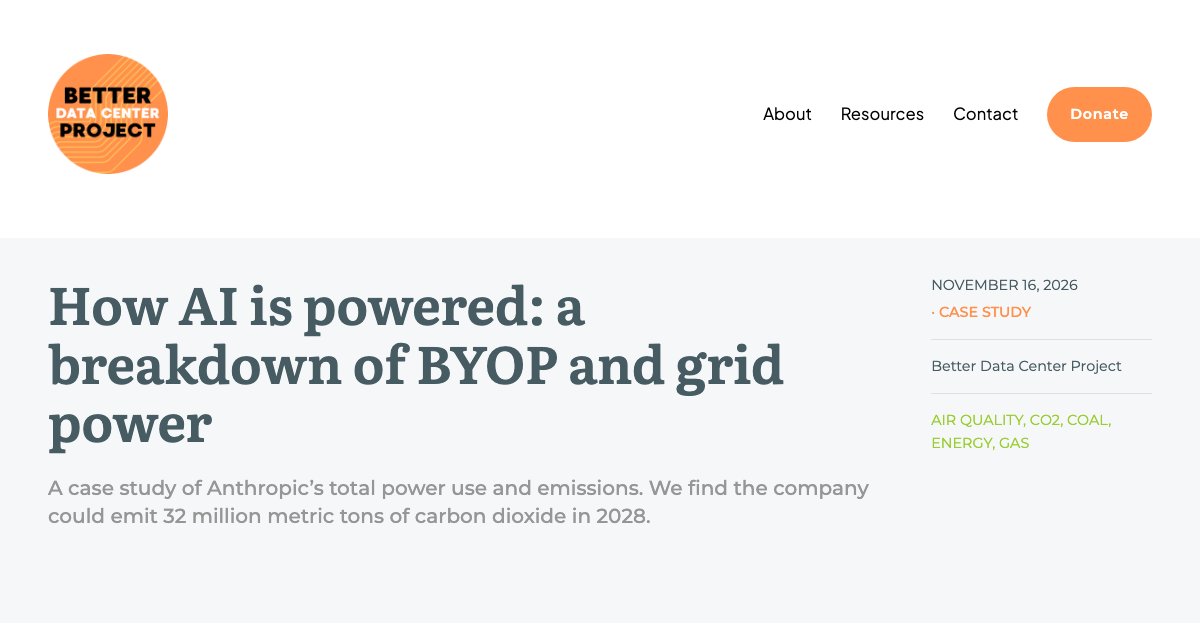 BETTER
DATA CENTER
PROJECT
About
Resources
Contact
Donate
How AI is powered: a
breakdown of BYOP and grid
power
A case study of Anthropic’s total power use and emissions. We find the company
could emit 32 million metric tons of carbon dioxide in 2028.
NOVEMBER 16, 2026
· CASE STUDY
Better Data Center Project
AIR QUALITY, CO2, COAL,
ENERGY, GAS